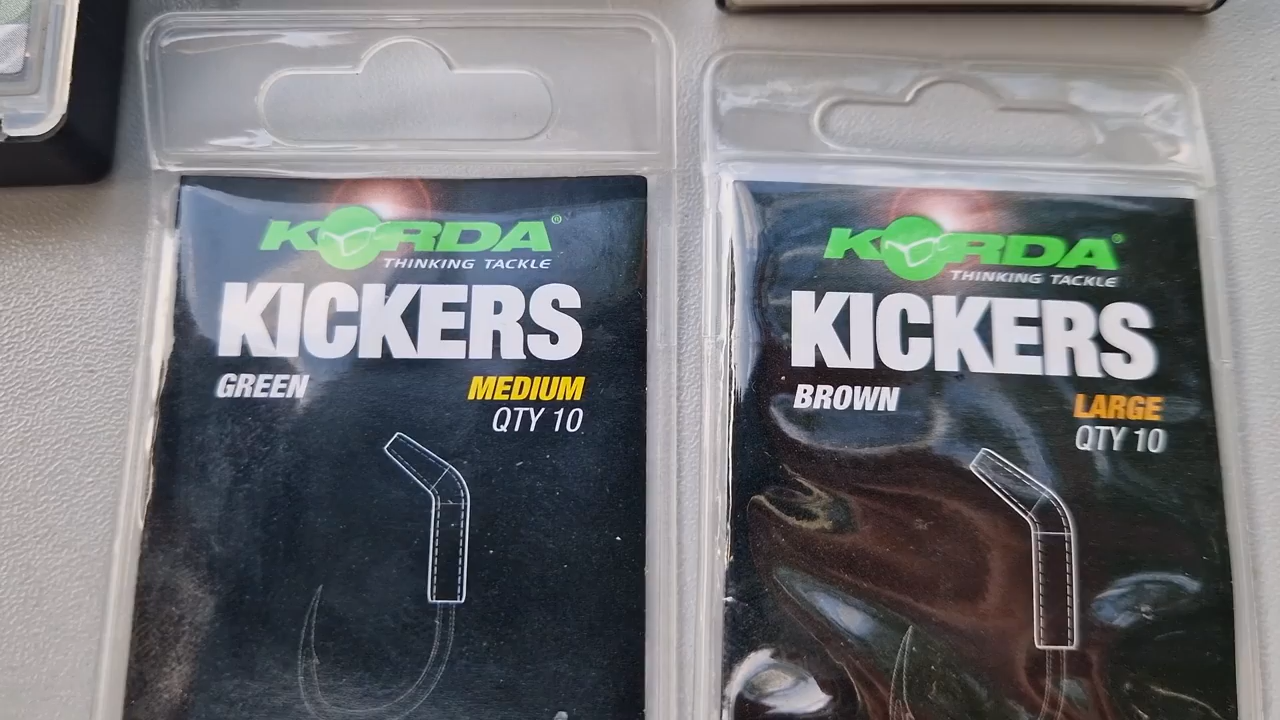 KORDA®
THINKING TACKLE
KICKERS
GREEN MEDIUM
QTY 10
KORDA®
THINKING TACKLE
KICKERS
BROWN LARGE
QTY 10